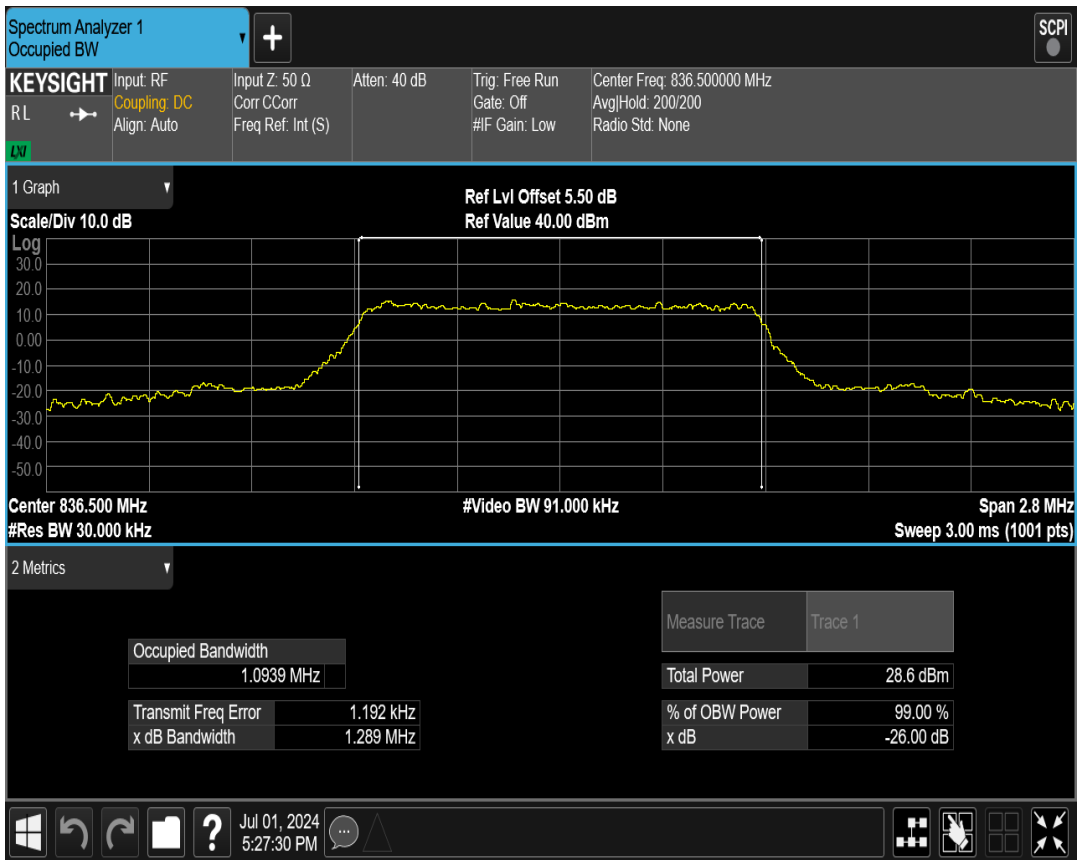 Spectrum Analyzer 1
Occupied BW
SCPI
KEYSIGHT
R L
LXI
Input: RF
Coupling: DC
Align: Auto
Input Z: 50 Ω
Corr CCorr
Freq Ref: Int (S)
Atten: 40 dB
Trig: Free Run
Gate: Off
#IF Gain: Low
Center Freq: 836.500000 MHz
Avg|Hold: 200/200
Radio Std: None
1 Graph
Ref Lvl Offset 5.50 dB
Scale/Div 10.0 dB
Ref Value 40.00 dBm
Log
30.0
20.0
10.0
0.00
-10.0
-20.0
-30.0
-40.0
-50.0
Center 836.500 MHz
#Video BW 91.000 kHz
Span 2.8 MHz
#Res BW 30.000 kHz
Sweep 3.00 ms (1001 pts)
2 Metrics
Measure Trace
Trace 1
Occupied Bandwidth
1.0939 MHz
Total Power
28.6 dBm
Transmit Freq Error
1.192 kHz
% of OBW Power
99.00 %
x dB Bandwidth
1.289 MHz
x dB
-26.00 dB
?
Jul 01, 2024
5:27:30 PM